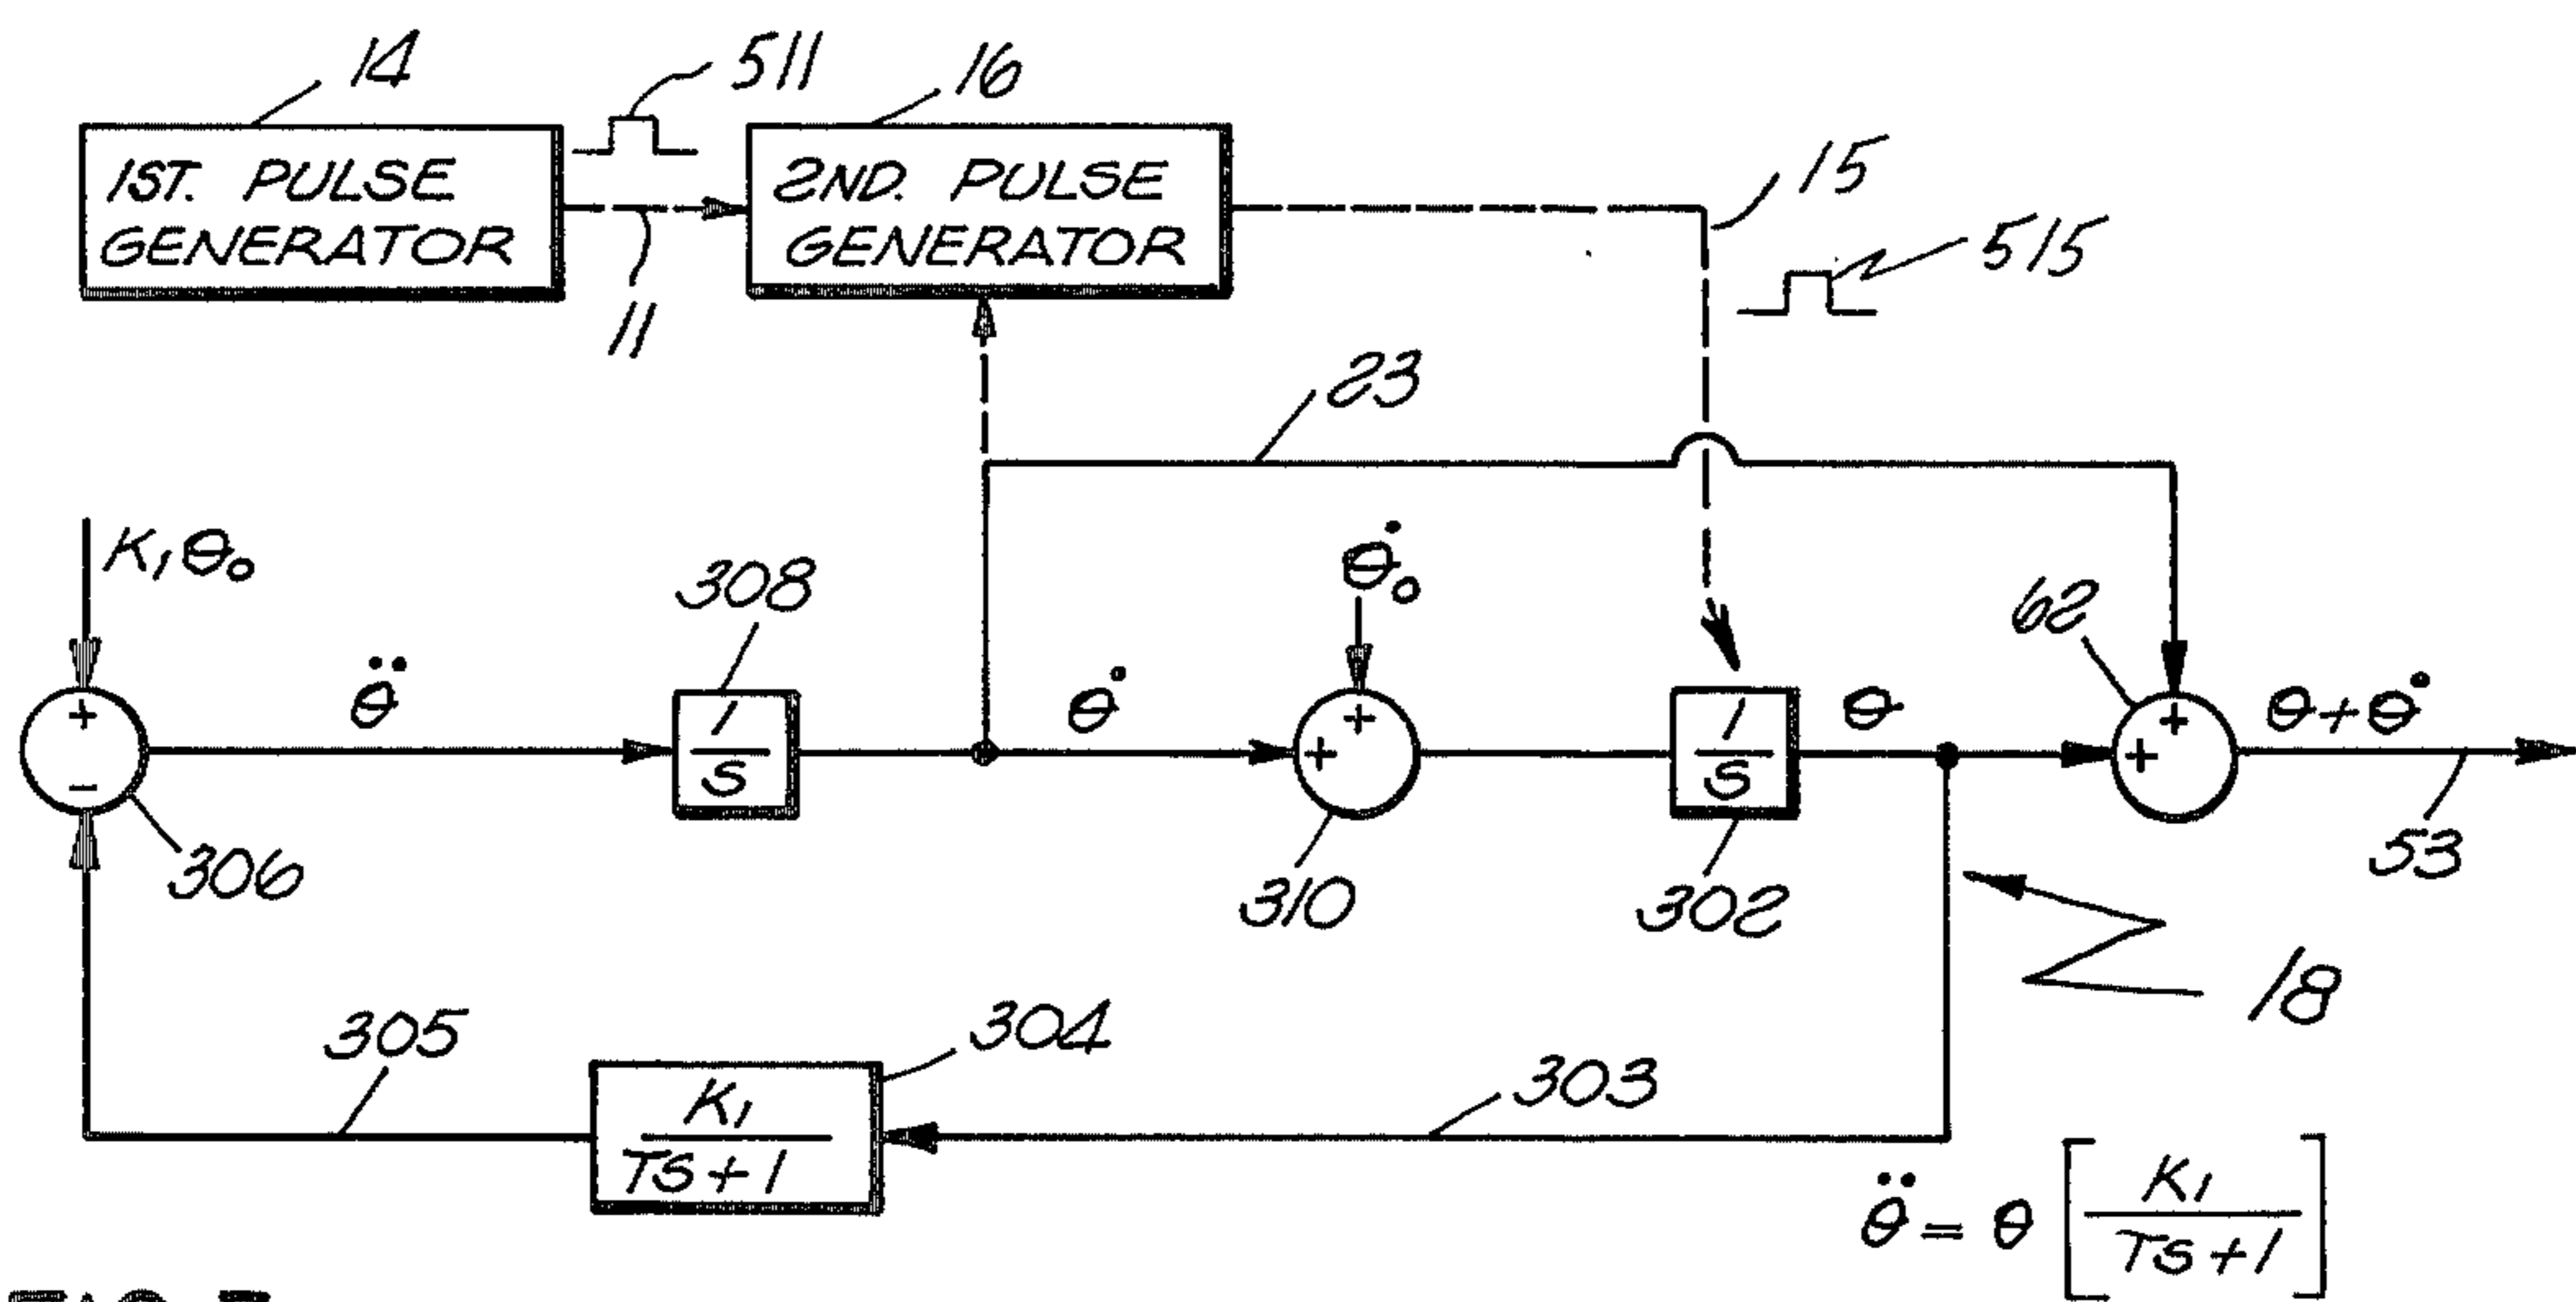 14
511
16
1ST. PULSE
GENERATOR
2ND. PULSE
GENERATOR
11
15
515
23
K₁θ₀
θ̈
308
1
S
θ̇
θ̇₀
+
+
1
S
θ
62
+
+
θ+θ̇
+
-
306
310
302
53
18
305
304
K₁
TS+1
303
θ̈ = θ [K₁/TS+1]